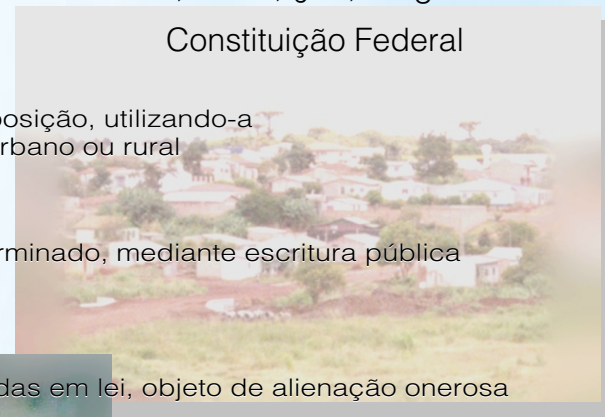 Constituição Federal
posição, utilizando-a
rbano ou rural
rminado, mediante escritura pública
das em lei, objeto de alienação onerosa